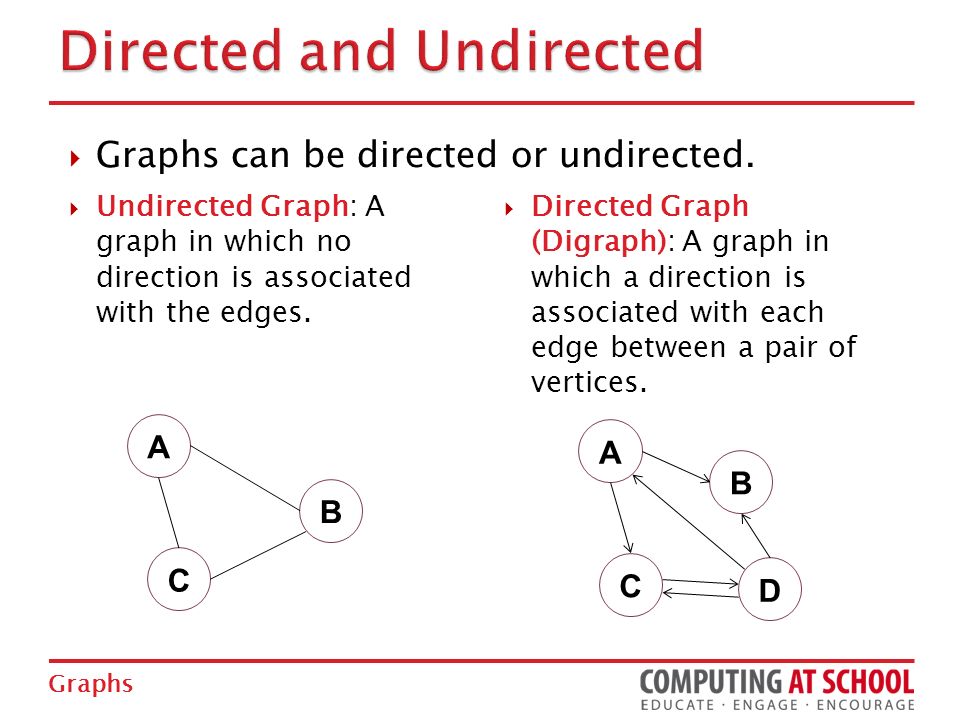 Directed and Undirected
Graphs can be directed or undirected.
Undirected Graph: A
graph in which no
direction is associated
with the edges.
Directed Graph
(Digraph): A graph in
which a direction is
associated with each
edge between a pair of
vertices.
A
B
C
A
B
C
D
Graphs
COMPUTING AT SCHOOL
EDUCATE · ENGAGE · ENCOURAGE